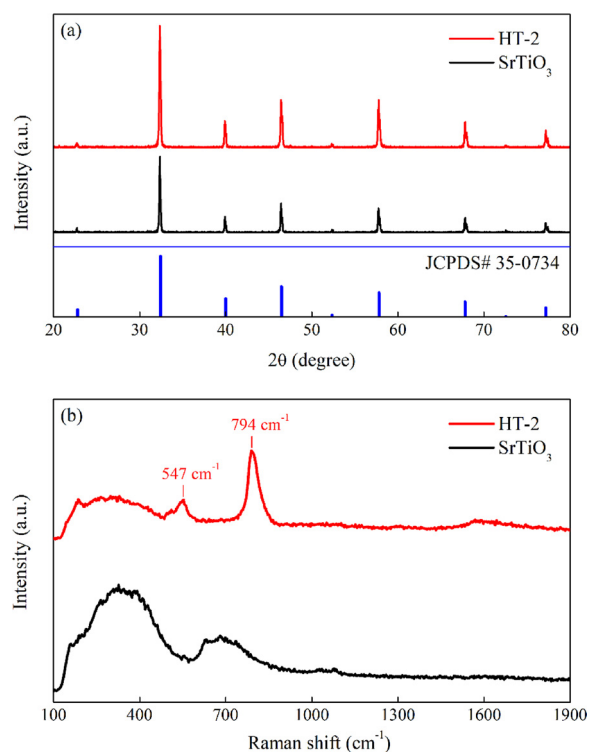 (a)
HT-2
SrTiO₃
Intensity (a.u.)
JCPDS# 35-0734
20 30 40 50 60 70 80
2θ (degree)
(b)
794 cm⁻¹
HT-2
547 cm⁻¹
SrTiO₃
Intensity (a.u.)
100 400 700 1000 1300 1600 1900
Raman shift (cm⁻¹)